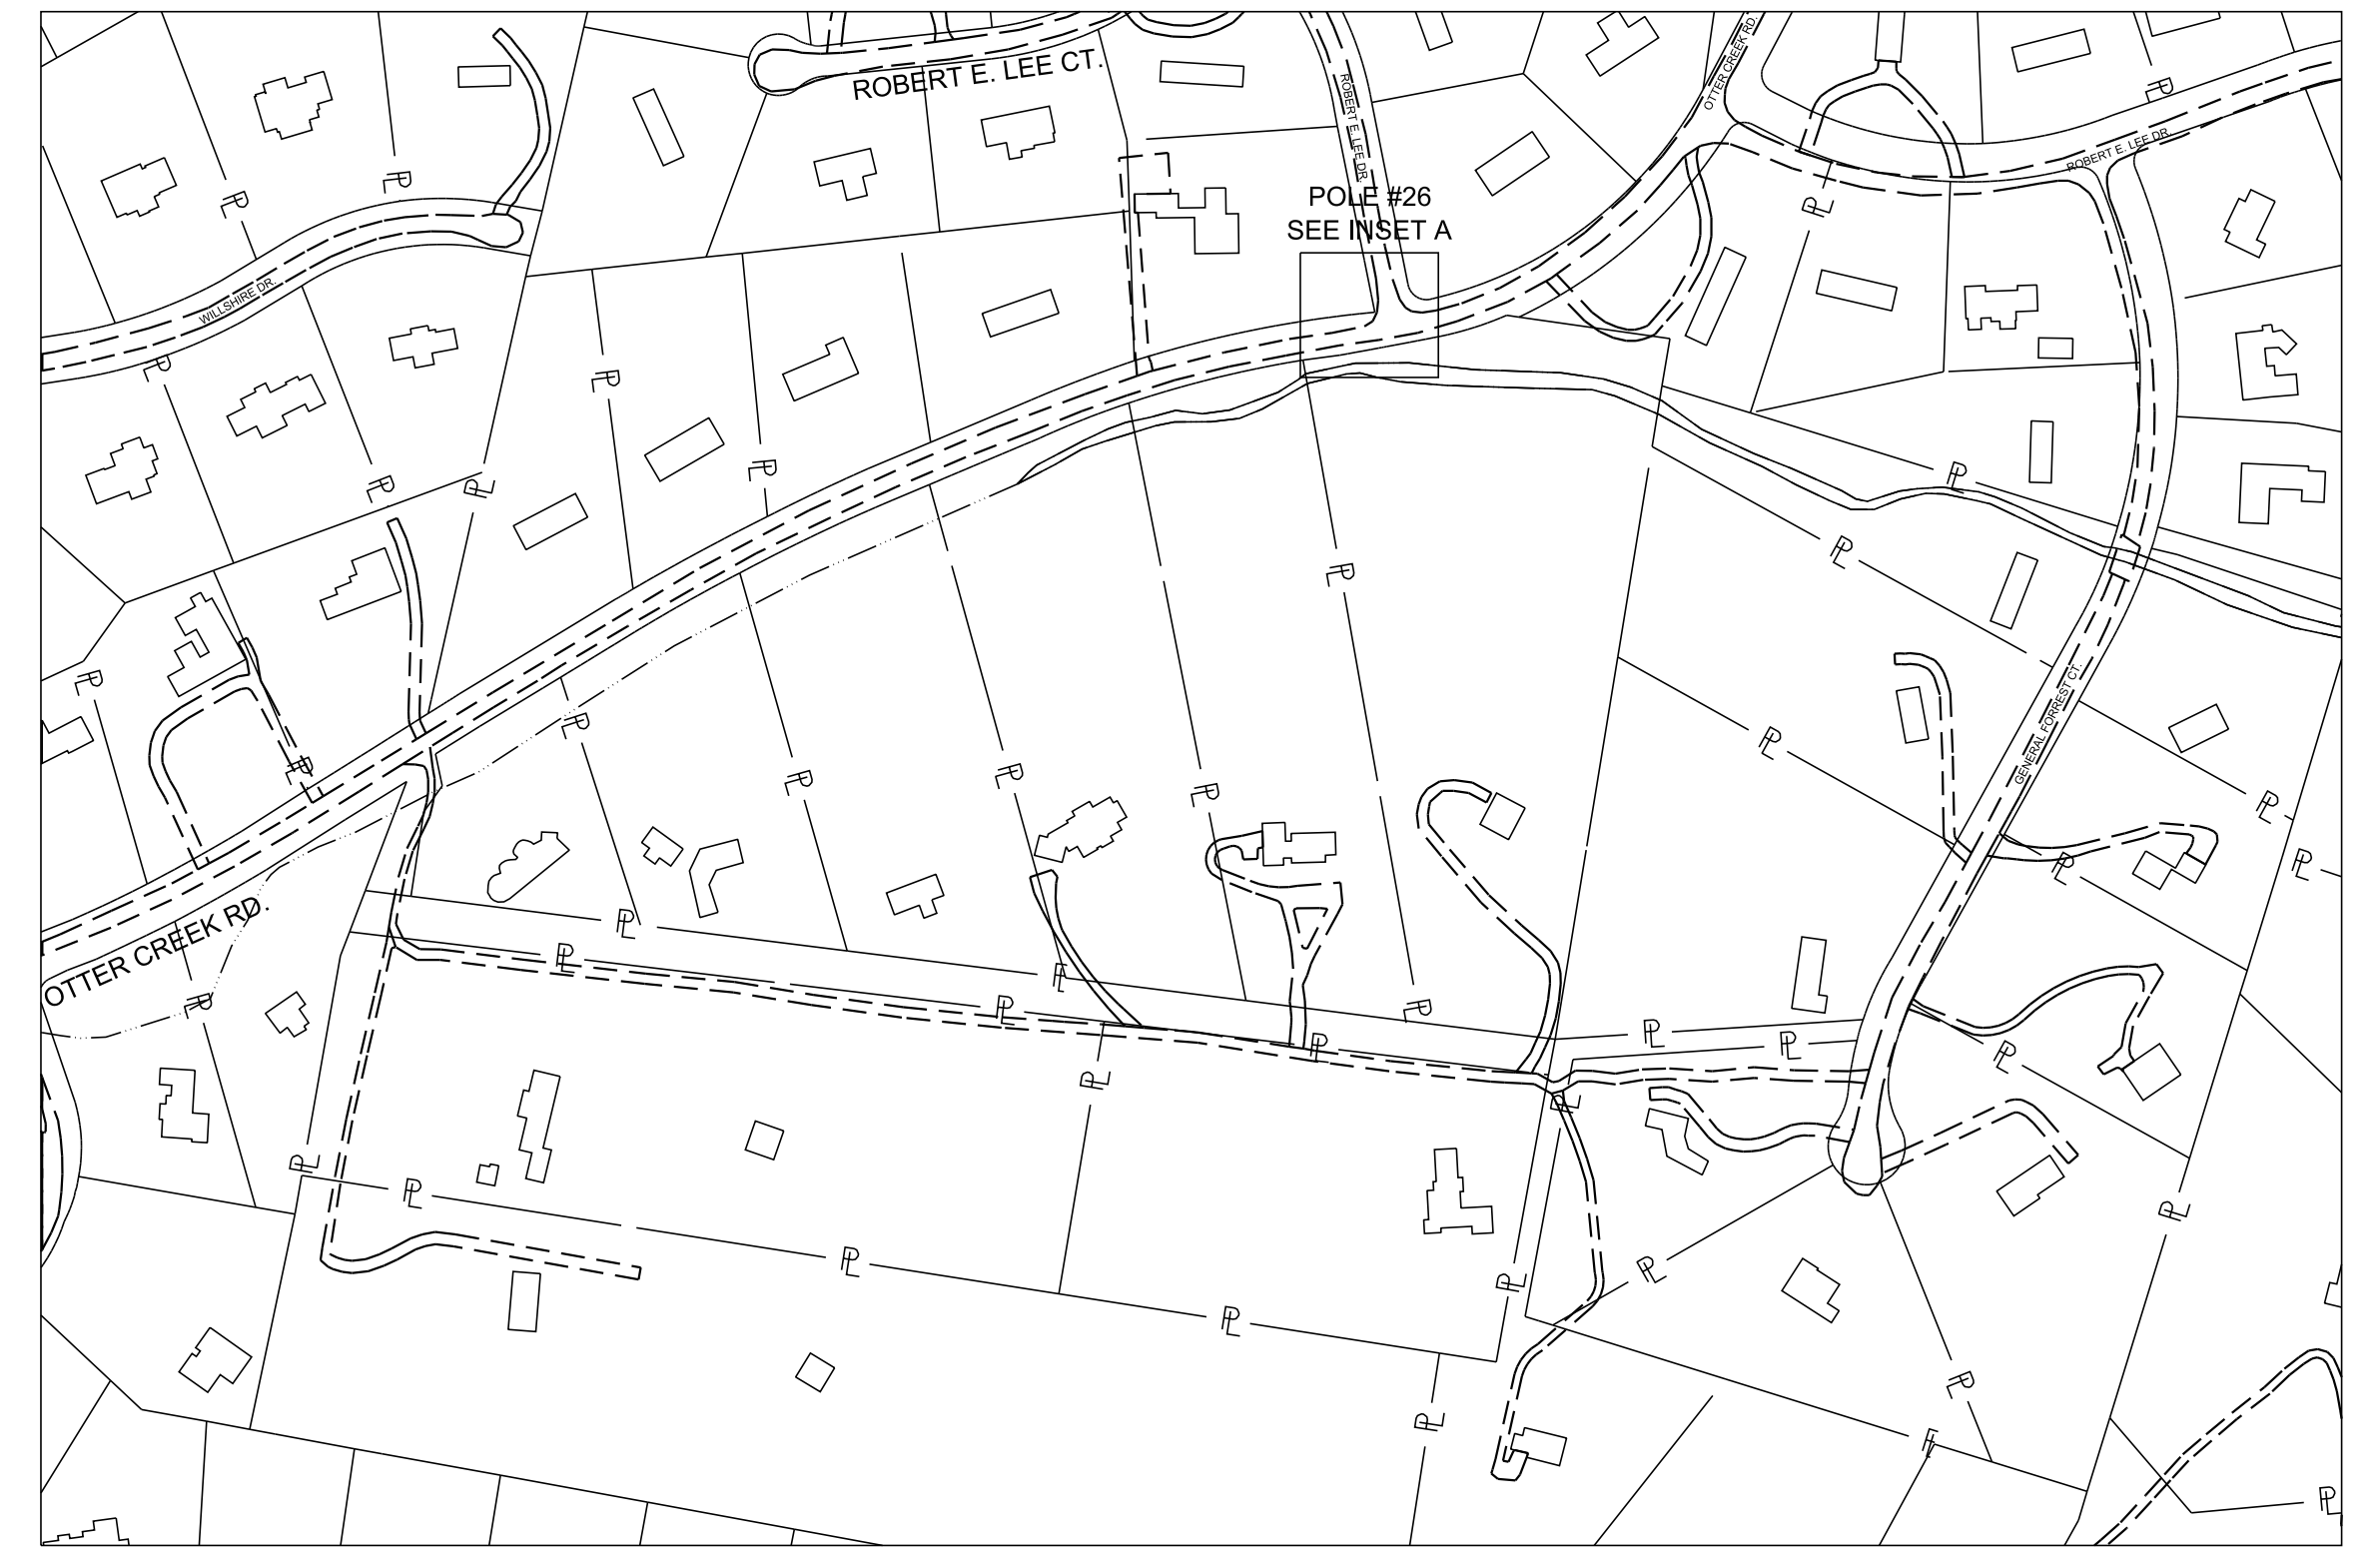 ROBERT E. LEE CT.
ROBERT E. LEE DR.
OTTER CREEK RD.
ROBERT E. LEE DR.
POLE #26
SEE INSET A
WILLSHIRE DR.
GENERAL FORREST CT.
OTTER CREEK RD.